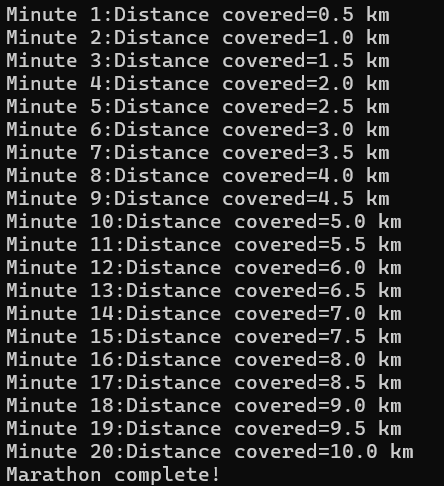 Minute 1:Distance covered=0.5 km
Minute 2:Distance covered=1.0 km
Minute 3:Distance covered=1.5 km
Minute 4:Distance covered=2.0 km
Minute 5:Distance covered=2.5 km
Minute 6:Distance covered=3.0 km
Minute 7:Distance covered=3.5 km
Minute 8:Distance covered=4.0 km
Minute 9:Distance covered=4.5 km
Minute 10:Distance covered=5.0 km
Minute 11:Distance covered=5.5 km
Minute 12:Distance covered=6.0 km
Minute 13:Distance covered=6.5 km
Minute 14:Distance covered=7.0 km
Minute 15:Distance covered=7.5 km
Minute 16:Distance covered=8.0 km
Minute 17:Distance covered=8.5 km
Minute 18:Distance covered=9.0 km
Minute 19:Distance covered=9.5 km
Minute 20:Distance covered=10.0 km
Marathon complete!